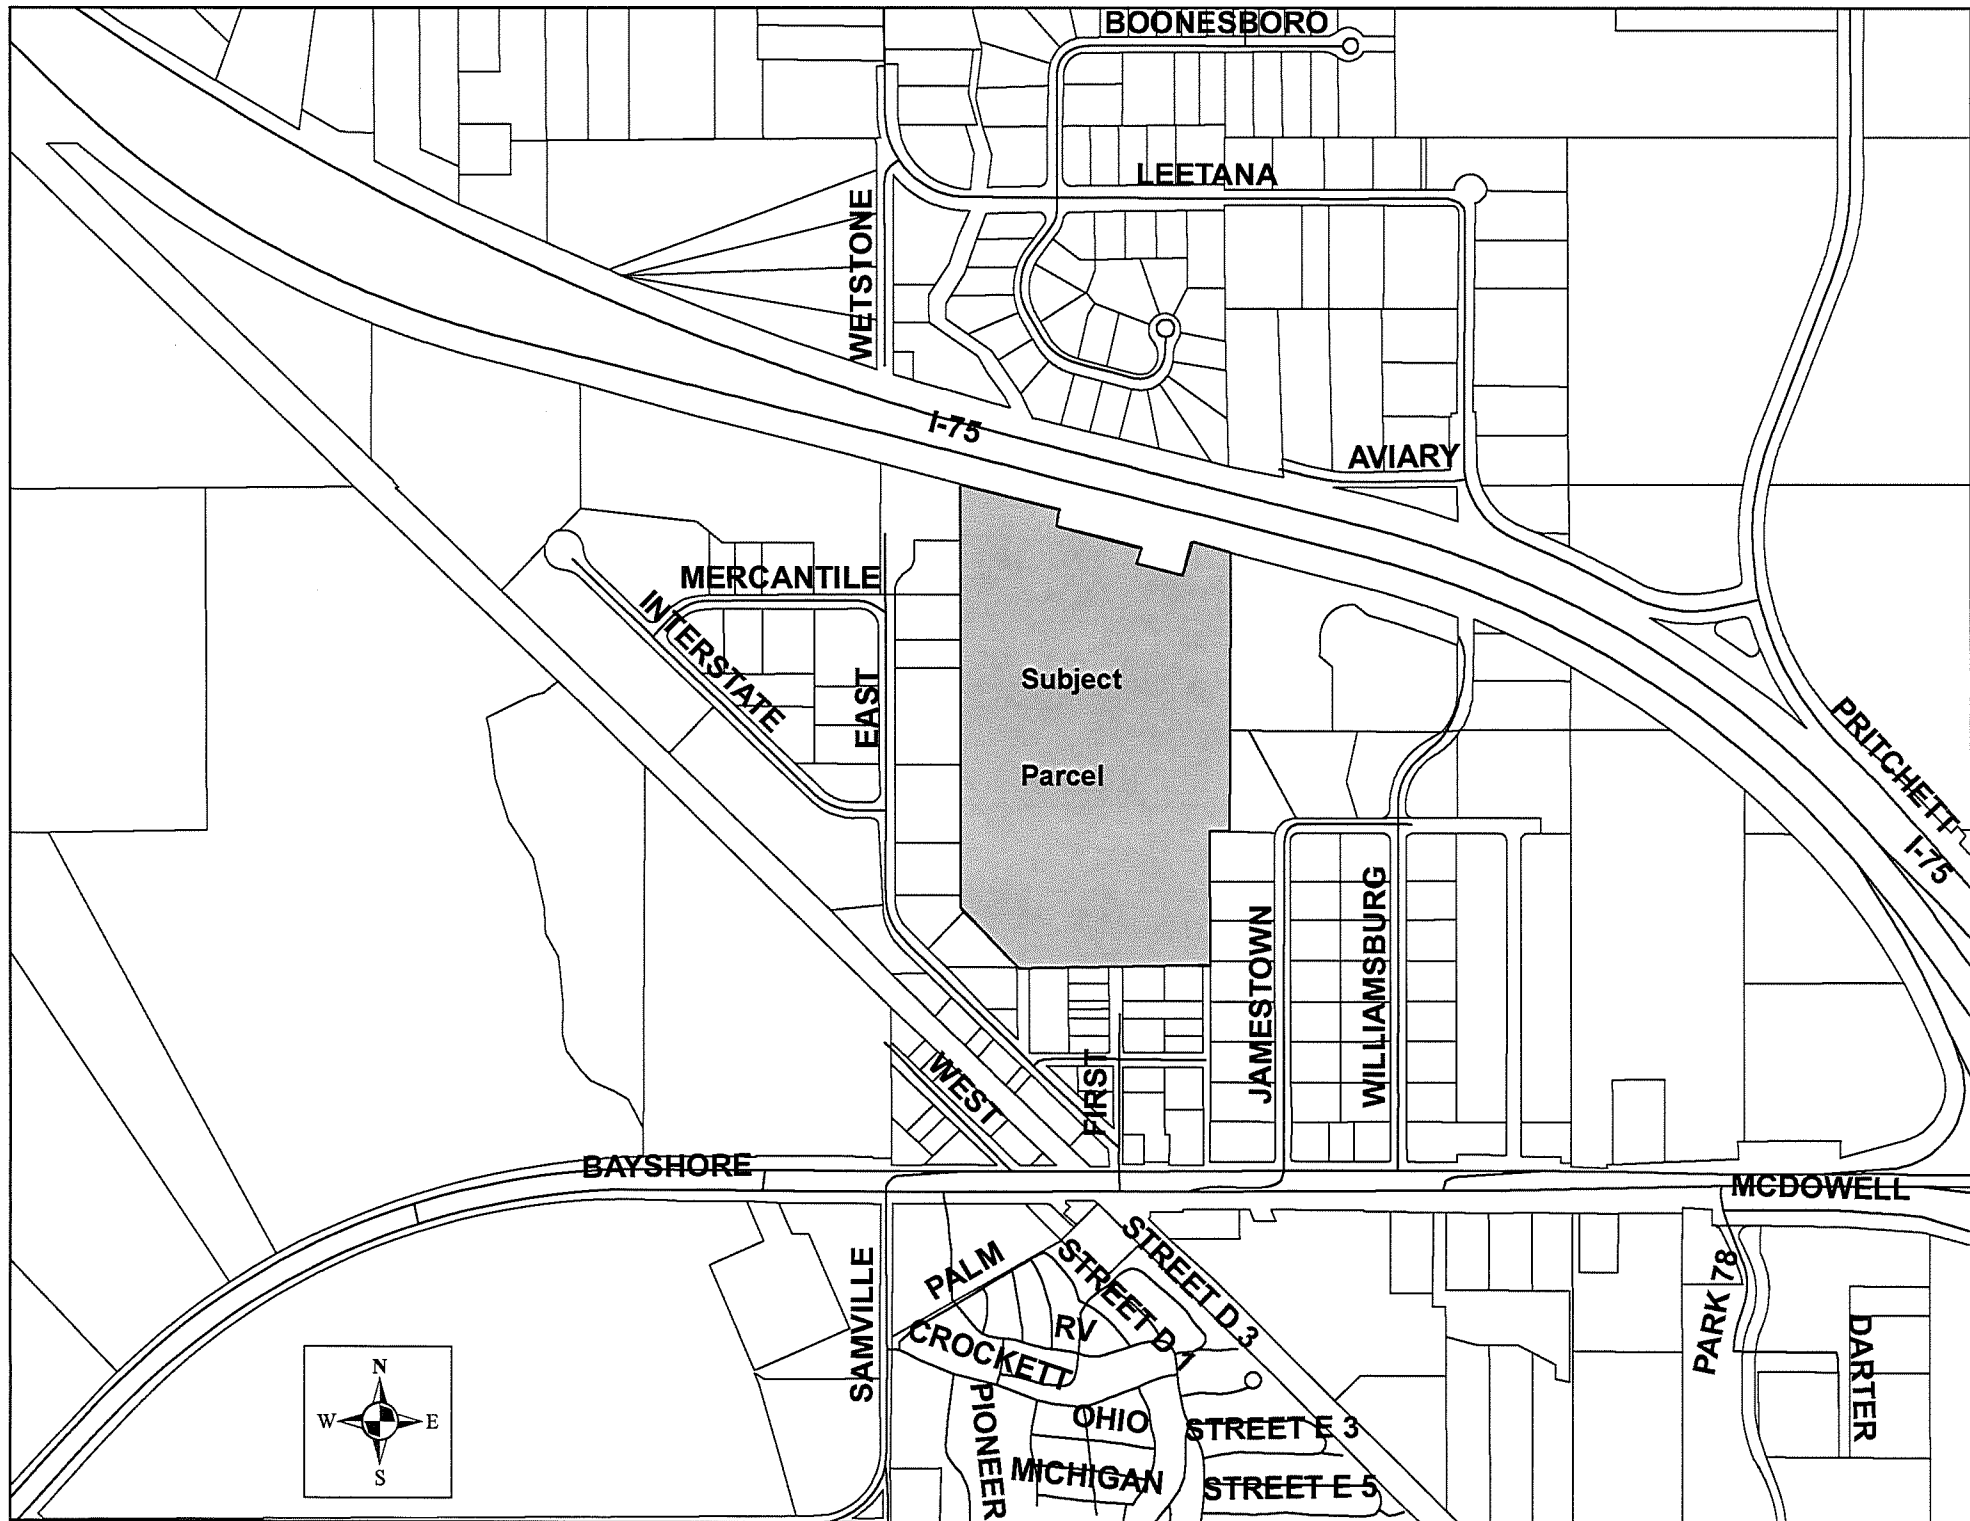 BOONESBORO
LEETANA
WETSTONE
I-75
AVIARY
MERCANTILE
INTERSTATE
EAST
Subject
Parcel
PRITCHETT
I-75
JAMESTOWN
WILLIAMSBURG
WEST
FIRST
BAYSHORE
MCDOWELL
SAMVILLE
PALM
STREET D 1
STREET D 3
RV
CROCKETT
PIONEER
OHIO
MICHIGAN
STREET E 3
STREET E 5
PARK 78
DARTER
N
W E
S